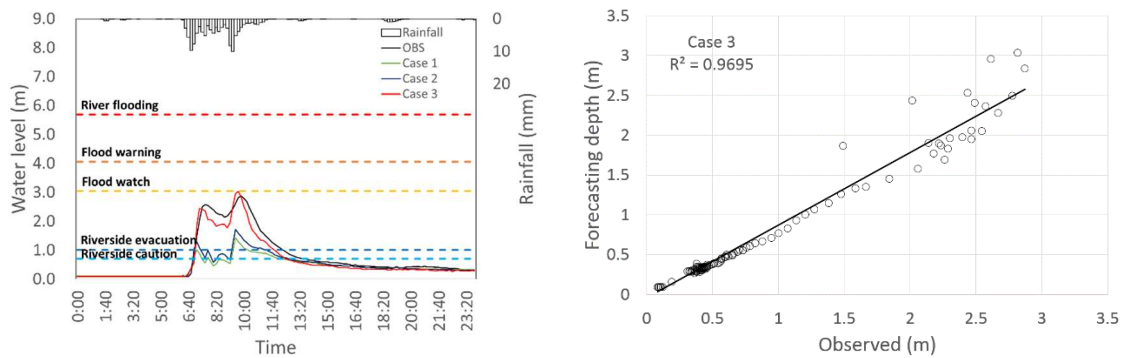 9.0
8.0
7.0
6.0
5.0
4.0
3.0
2.0
1.0
0.0
Water level (m)
0
10
20
Rainfall (mm)
Rainfall
OBS
Case 1
Case 2
Case 3
River flooding
Flood warning
Flood watch
Riverside evacuation
Riverside caution
0:00
1:40
3:20
5:00
6:40
8:20
10:00
11:40
13:20
15:00
16:40
18:20
20:00
21:40
23:20
Time
Case 3
R² = 0.9695
3.5
3
2.5
2
1.5
1
0.5
0
Forecasting depth (m)
0
0.5
1
1.5
2
2.5
3
3.5
Observed (m)